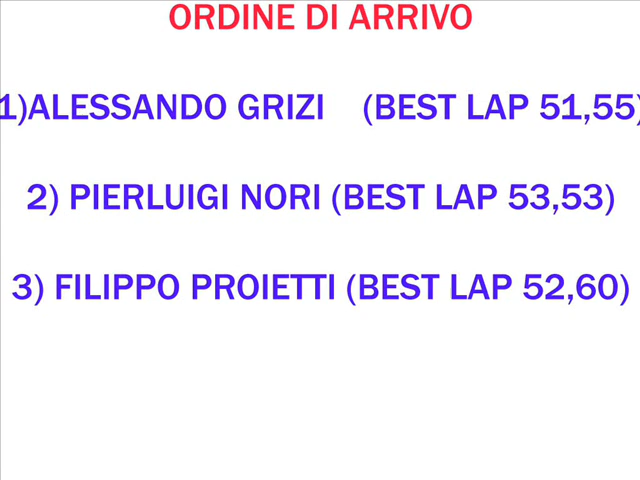 ORDINE DI ARRIVO
1)ALESSANDO GRIZI (BEST LAP 51,55)
2) PIERLUIGI NORI (BEST LAP 53,53)
3) FILIPPO PROIETTI (BEST LAP 52,60)